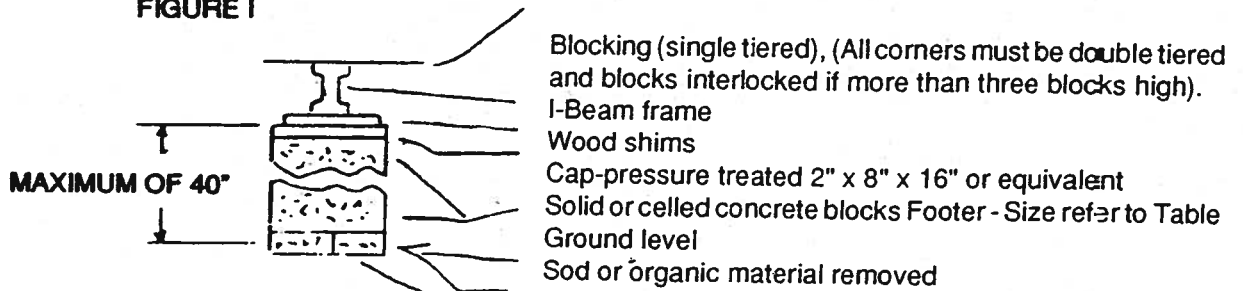 FIGURE I
Blocking (single tiered), (All corners must be double tiered
and blocks interlocked if more than three blocks high).
I-Beam frame
Wood shims
MAXIMUM OF 40"
Cap-pressure treated 2" x 8" x 16" or equivalent
Solid or celled concrete blocks Footer - Size refer to Table
Ground level
Sod or organic material removed